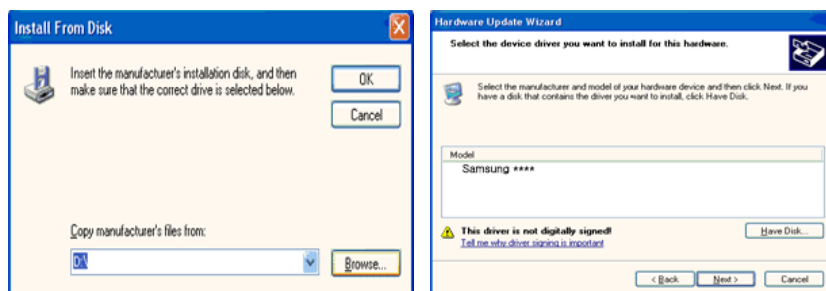 Install From Disk
Insert the manufacturer's installation disk, and then
make sure that the correct drive is selected below.
OK
Cancel
Copy manufacturer's files from:
D:\
Browse...
Hardware Update Wizard
Select the device driver you want to install for this hardware.
Select the manufacturer and model of your hardware device and then click Next. If you
have a disk that contains the driver you want to install, click Have Disk.
Model
Samsung ****
This driver is not digitally signed!
Tell me why driver signing is important
Have Disk...
< Back
Next >
Cancel